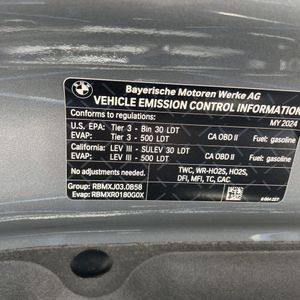 Bayerische Motoren Werke AG
VEHICLE EMISSION CONTROL INFORMATION
Conforms to regulations: MY 2024
U.S. EPA: Tier 3 - Bin 30 LDT
EVAP: Tier 3 - 500 LDT CA OBD II Fuel: gasoline
California: LEV III - SULEV 30 LDT
EVAP: LEV III - 500 LDT CA OBD II Fuel: gasoline
No adjustments needed. TWC, WR-HO2S, HO2S,
DFI, MFI, TC, CAC
Group: RBMXJ03.0B58
Evap: RBMXR0180G0X